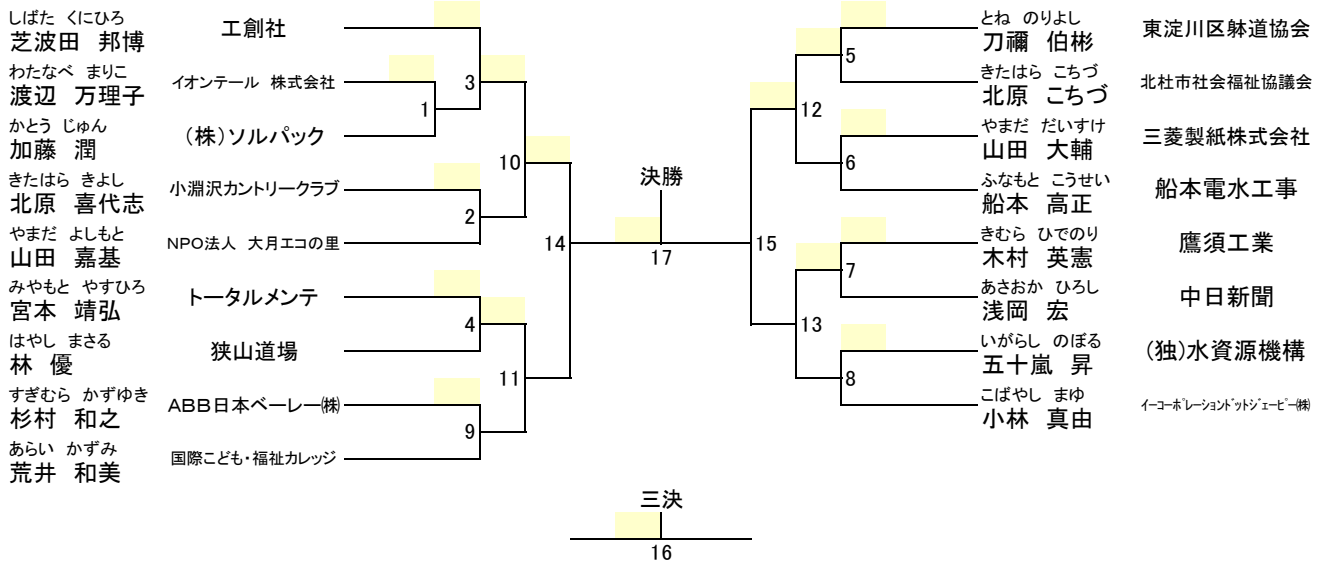 しばた くにひろ
芝波田 邦博
工創社
わたなべ まりこ
渡辺 万理子
イオンテール 株式会社
かとう じゅん
加藤 潤
(株)ソルパック
きたはら きよし
北原 喜代志
小淵沢カントリークラブ
やまだ よしもと
山田 嘉基
NPO法人 大月エコの里
みやもと やすひろ
宮本 靖弘
トータルメンテ
はやし まさる
林 優
狭山道場
すぎむら かずゆき
杉村 和之
ABB日本ベーレー㈱
あらい かずみ
荒井 和美
国際こども・福祉カレッジ
3
1
10
2
14
4
11
9
決勝
17
三決
16
5
12
6
15
7
13
8
とね のりよし
刀禰 伯彬
東淀川区躰道協会
きたはら こちづ
北原 こちづ
北杜市社会福祉協議会
やまだ だいすけ
山田 大輔
三菱製紙株式会社
ふなもと こうせい
船本 高正
船本電水工事
きむら ひでのり
木村 英憲
鷹須工業
あさおか ひろし
浅岡 宏
中日新聞
いがらし のぼる
五十嵐 昇
(独)水資源機構
こばやし まゆ
小林 真由
イーコーポレーションドットジェーピー㈱